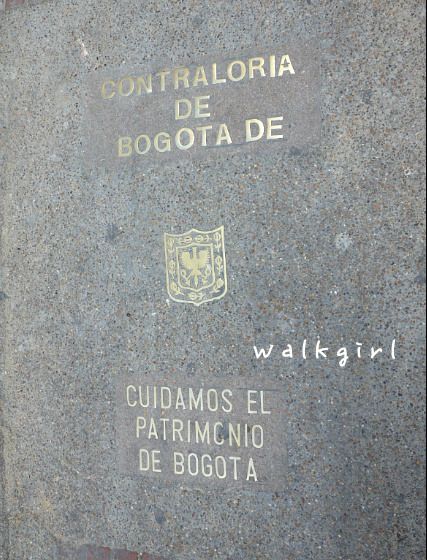 CONTRALORIA
DE
BOGOTA DE
walkgirl
CUIDAMOS EL
PATRIMONIO
DE BOGOTA